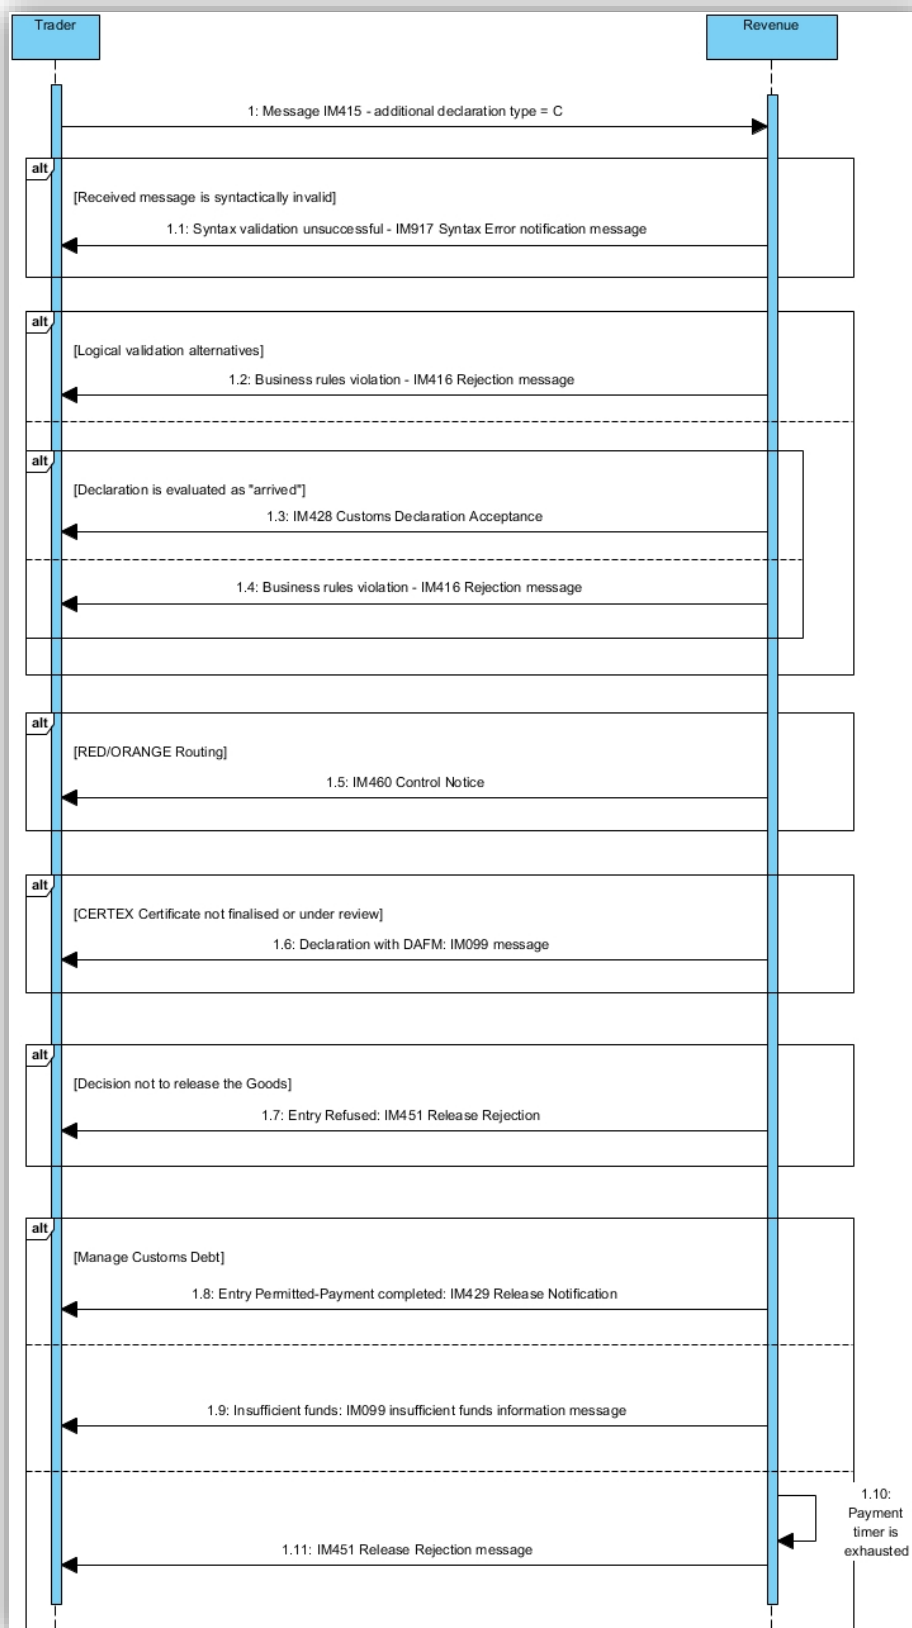 Trader
Revenue
1: Message IM415 - additional declaration type = C
alt
[Received message is syntactically invalid]
1.1: Syntax validation unsuccessful - IM917 Syntax Error notification message
alt
[Logical validation alternatives]
1.2: Business rules violation - IM416 Rejection message
alt
[Declaration is evaluated as "arrived"]
1.3: IM428 Customs Declaration Acceptance
1.4: Business rules violation - IM416 Rejection message
alt
[RED/ORANGE Routing]
1.5: IM460 Control Notice
alt
[CERTEX Certificate not finalised or under review]
1.6: Declaration with DAFM: IM099 message
alt
[Decision not to release the Goods]
1.7: Entry Refused: IM451 Release Rejection
alt
[Manage Customs Debt]
1.8: Entry Permitted-Payment completed: IM429 Release Notification
1.9: Insufficient funds: IM099 insufficient funds information message
1.10:
Payment
timer is
exhausted
1.11: IM451 Release Rejection message